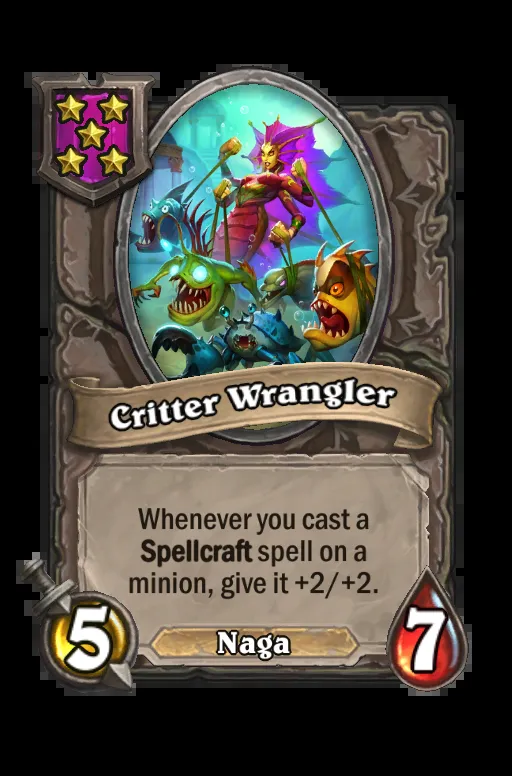 Critter Wrangler
Whenever you cast a
Spellcraft spell on a
minion, give it +2/+2.
5
Naga
7